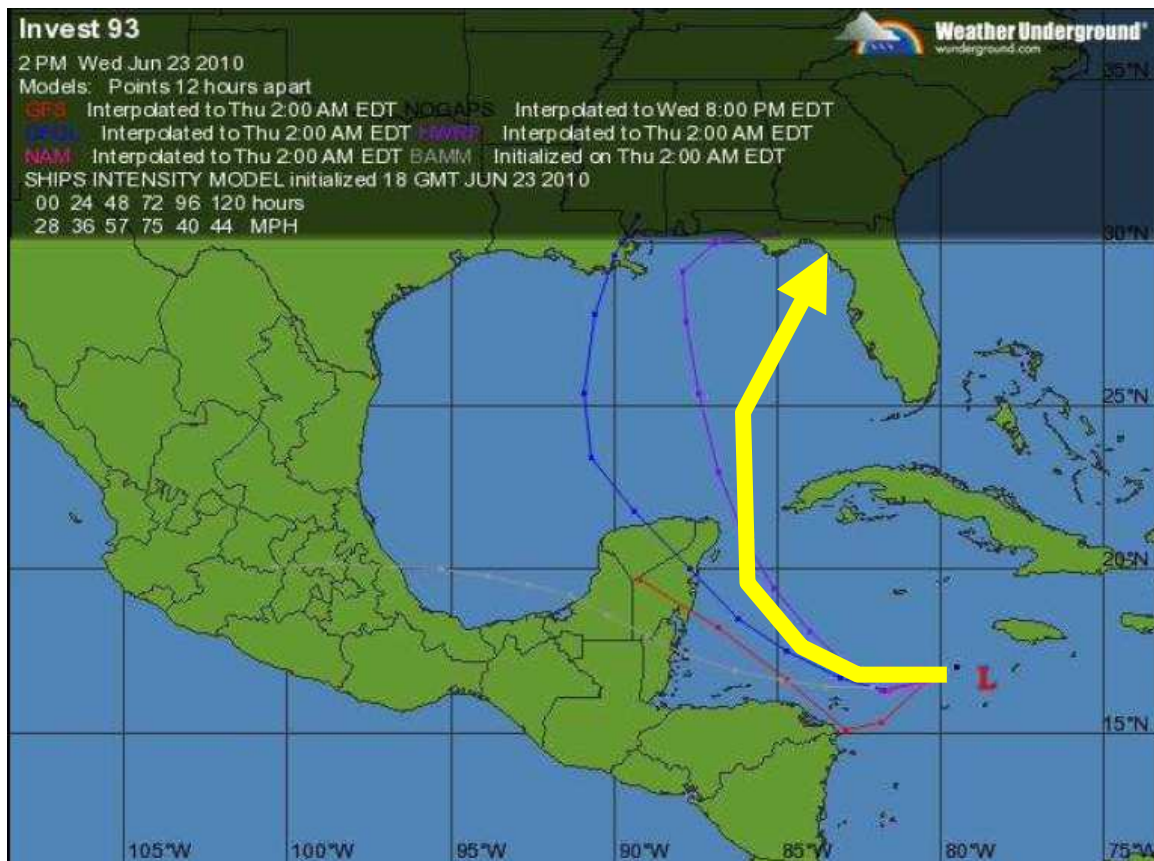 Invest 93
Weather Underground®
wunderground.com
2 PM Wed Jun 23 2010
Models: Points 12 hours apart
GFS Interpolated to Thu 2:00 AM EDT NOGAPS Interpolated to Wed 8:00 PM EDT
GFDL Interpolated to Thu 2:00 AM EDT HWRF Interpolated to Thu 2:00 AM EDT
NAM Interpolated to Thu 2:00 AM EDT BAMM Initialized on Thu 2:00 AM EDT
SHIPS INTENSITY MODEL initialized 18 GMT JUN 23 2010
00 24 48 72 96 120 hours
28 36 57 75 40 44 MPH
35°N
30°N
25°N
20°N
L
15°N
105°W 100°W 95°W 90°W 85°W 80°W 75°W